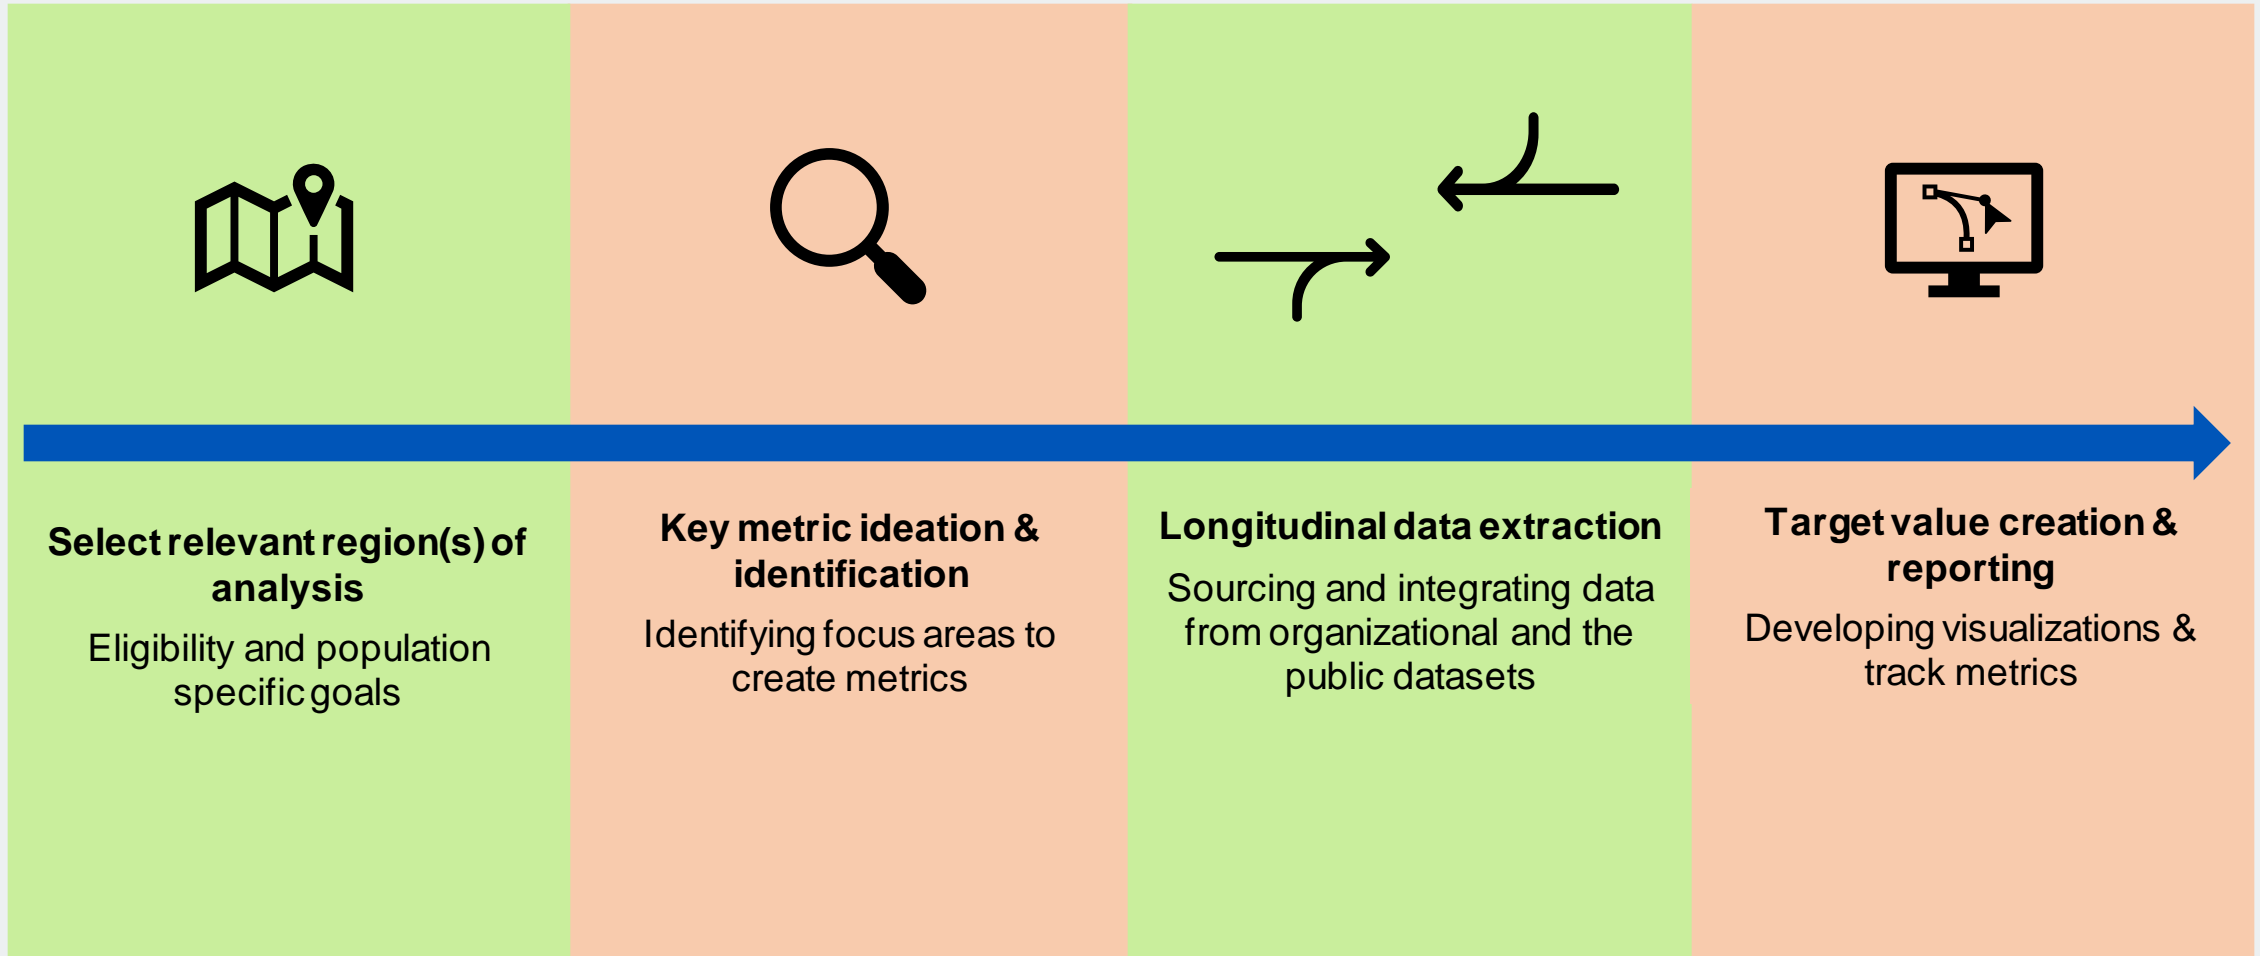 Select relevant region(s) of
analysis
Eligibility and population
specific goals
Key metric ideation &
identification
Identifying focus areas to
create metrics
Longitudinal data extraction
Sourcing and integrating data
from organizational and the
public datasets
Target value creation &
reporting
Developing visualizations &
track metrics